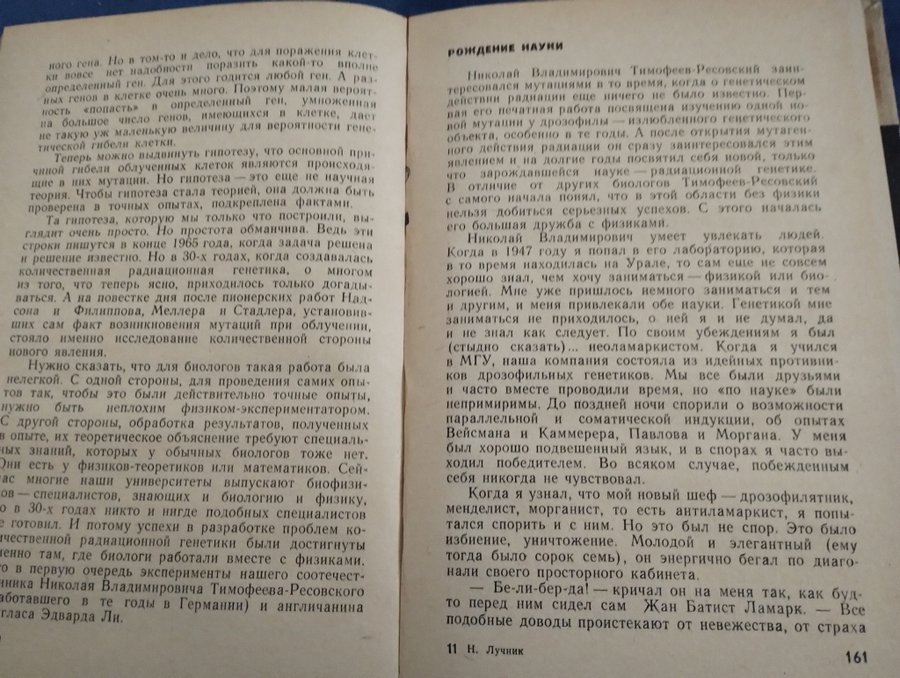 ного гена. Но в том-то и дело, что для поражения клет-
ки вовсе нет надобности поразить какой-то вполне
определенный ген. Для этого годится любой ген. А раз-
ных генов в клетке очень много. Поэтому малая вероят-
ность «попасть» в определенный ген, умноженная
на большое число генов, имеющихся в клетке, дает
не такую уж маленькую величину для вероятности гене-
тической гибели клетки.
Теперь можно выдвинуть гипотезу, что основной при-
чиной гибели облученных клеток являются происходя-
щие в них мутации. Но гипотеза — это еще не научная
теория. Чтобы гипотеза стала теорией, она должна быть
проверена в точных опытах, подкреплена фактами.
Та гипотеза, которую мы только что построили, вы-
глядит очень просто. Но простота обманчива. Ведь эти
строки пишутся в конце 1965 года, когда задача решена
и решение известно. Но в 30-х годах, когда создавалась
количественная радиационная генетика, о многом
из того, что теперь ясно, приходилось только догады-
ваться. А на повестке дня после пионерских работ Над-
сона и Филиппова, Меллера и Стадлера, установив-
ших сам факт возникновения мутаций при облучении,
стояло именно исследование количественной стороны
нового явления.
Нужно сказать, что для биологов такая работа была
нелегкой. С одной стороны, для проведения самих опы-
тов так, чтобы это были действительно точные опыты,
нужно быть неплохим физиком-экспериментатором.
С другой стороны, обработка результатов, полученных
в опыте, их теоретическое объяснение требуют специаль-
ных знаний, которых у обычных биологов тоже нет.
Они есть у физиков-теоретиков или математиков. Сей-
час многие наши университеты выпускают биофизи-
ков — специалистов, знающих и биологию и физику,
о в 30-х годах никто и нигде подобных специалистов
е готовил. И потому успехи в разработке проблем ко-
ичественной радиационной генетики были достигнуты
менно там, где биологи работали вместе с физиками.
то в первую очередь эксперименты нашего соотечест-
нника Николая Владимировича Тимофеева-Ресовского
аботавшего в те годы в Германии) и англичанина
гласа Эдварда Ли.
РОЖДЕНИЕ НАУКИ
Николай Владимирович Тимофеев-Ресовский заин-
тересовался мутациями в то время, когда о генетическом
действии радиации еще ничего не было известно. Пер-
вая его печатная работа посвящена изучению одной но-
вой мутации у дрозофилы — излюбленного генетического
объекта, особенно в те годы. А после открытия мутаген-
ного действия радиации он сразу заинтересовался этим
явлением и на долгие годы посвятил себя новой, только
что зарождавшейся науке — радиационной генетике.
В отличие от других биологов Тимофеев-Ресовский
с самого начала понял, что в этой области без физики
нельзя добиться серьезных успехов. С этого началась
его большая дружба с физиками.
Николай Владимирович умеет увлекать людей.
Когда в 1947 году я попал в его лабораторию, которая
в то время находилась на Урале, то сам еще не совсем
хорошо знал, чем хочу заниматься — физикой или био-
логией. Мне уже пришлось немного заниматься и тем
и другим, и меня привлекали обе науки. Генетикой мне
заниматься не приходилось, о ней я и не думал, да
и не знал как следует. По своим убеждениям я был
(стыдно сказать)... неоламаркистом. Когда я учился
в МГУ, наша компания состояла из идейных противни-
ков дрозофильных генетиков. Мы все были друзьями
и часто вместе проводили время, но «по науке» были
непримиримы. До поздней ночи спорили о возможности
параллельной и соматической индукции, об опытах
Вейсмана и Каммерера, Павлова и Моргана. У меня
был хорошо подвешенный язык, и в спорах я часто вы-
ходил победителем. Во всяком случае, побежденным
себя никогда не чувствовал.
Когда я узнал, что мой новый шеф — дрозофилятник,
менделист, морганист, то есть антиламаркист, я попы-
тался спорить и с ним. Но это был не спор. Это было
избиение, уничтожение. Молодой и элегантный (ему
тогда было сорок семь), он энергично бегал по диаго-
нали своего просторного кабинета.
— Бе-ли-бер-да! — кричал он на меня так, как буд-
то перед ним сидел сам Жан Батист Ламарк. — Все
подобные доводы проистекают от невежества, от страха
11 Н. Лучник
161